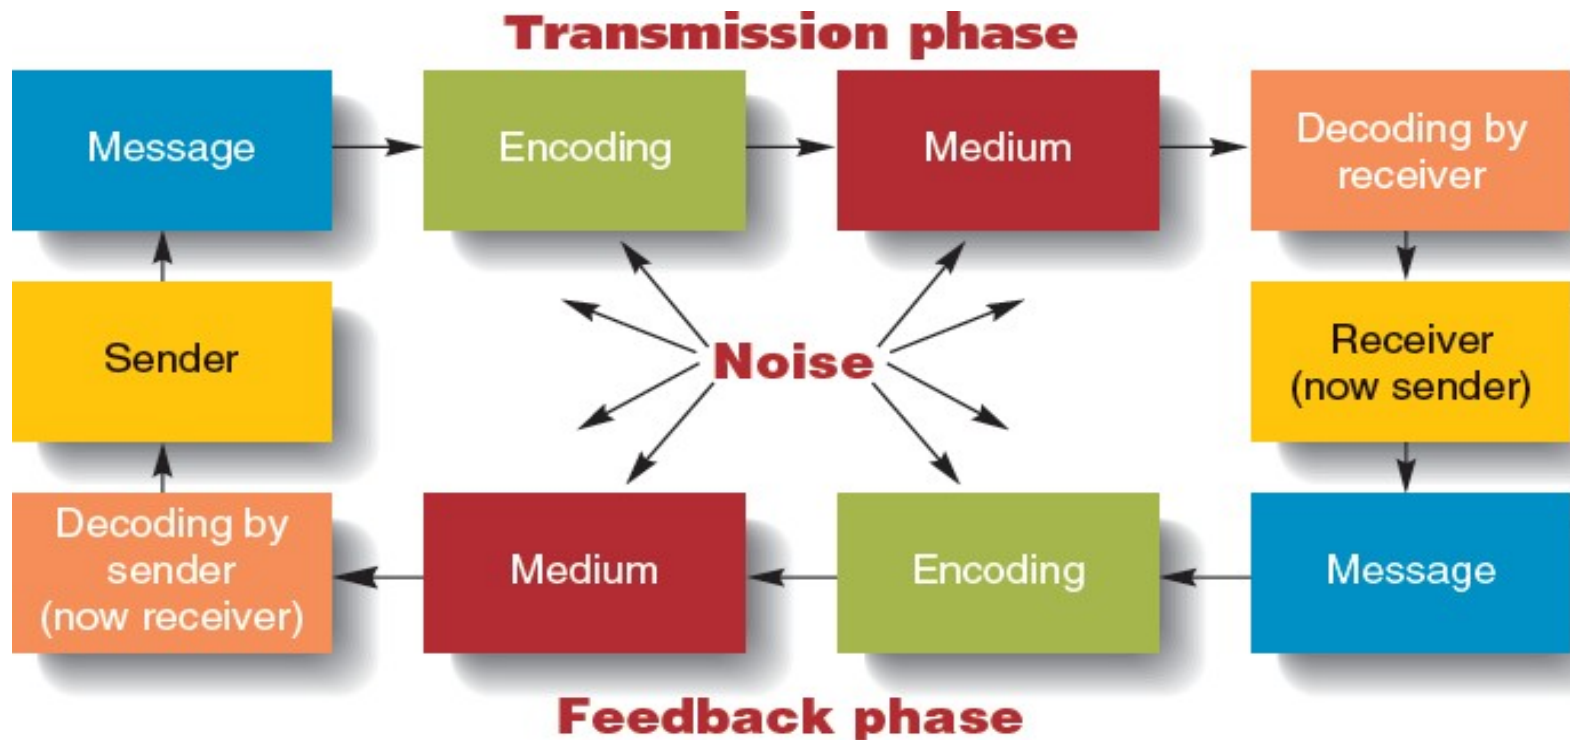 Transmission phase
Message
Encoding
Medium
Decoding by
receiver
Sender
Noise
Receiver
(now sender)
Decoding by
sender
(now receiver)
Medium
Encoding
Message
Feedback phase